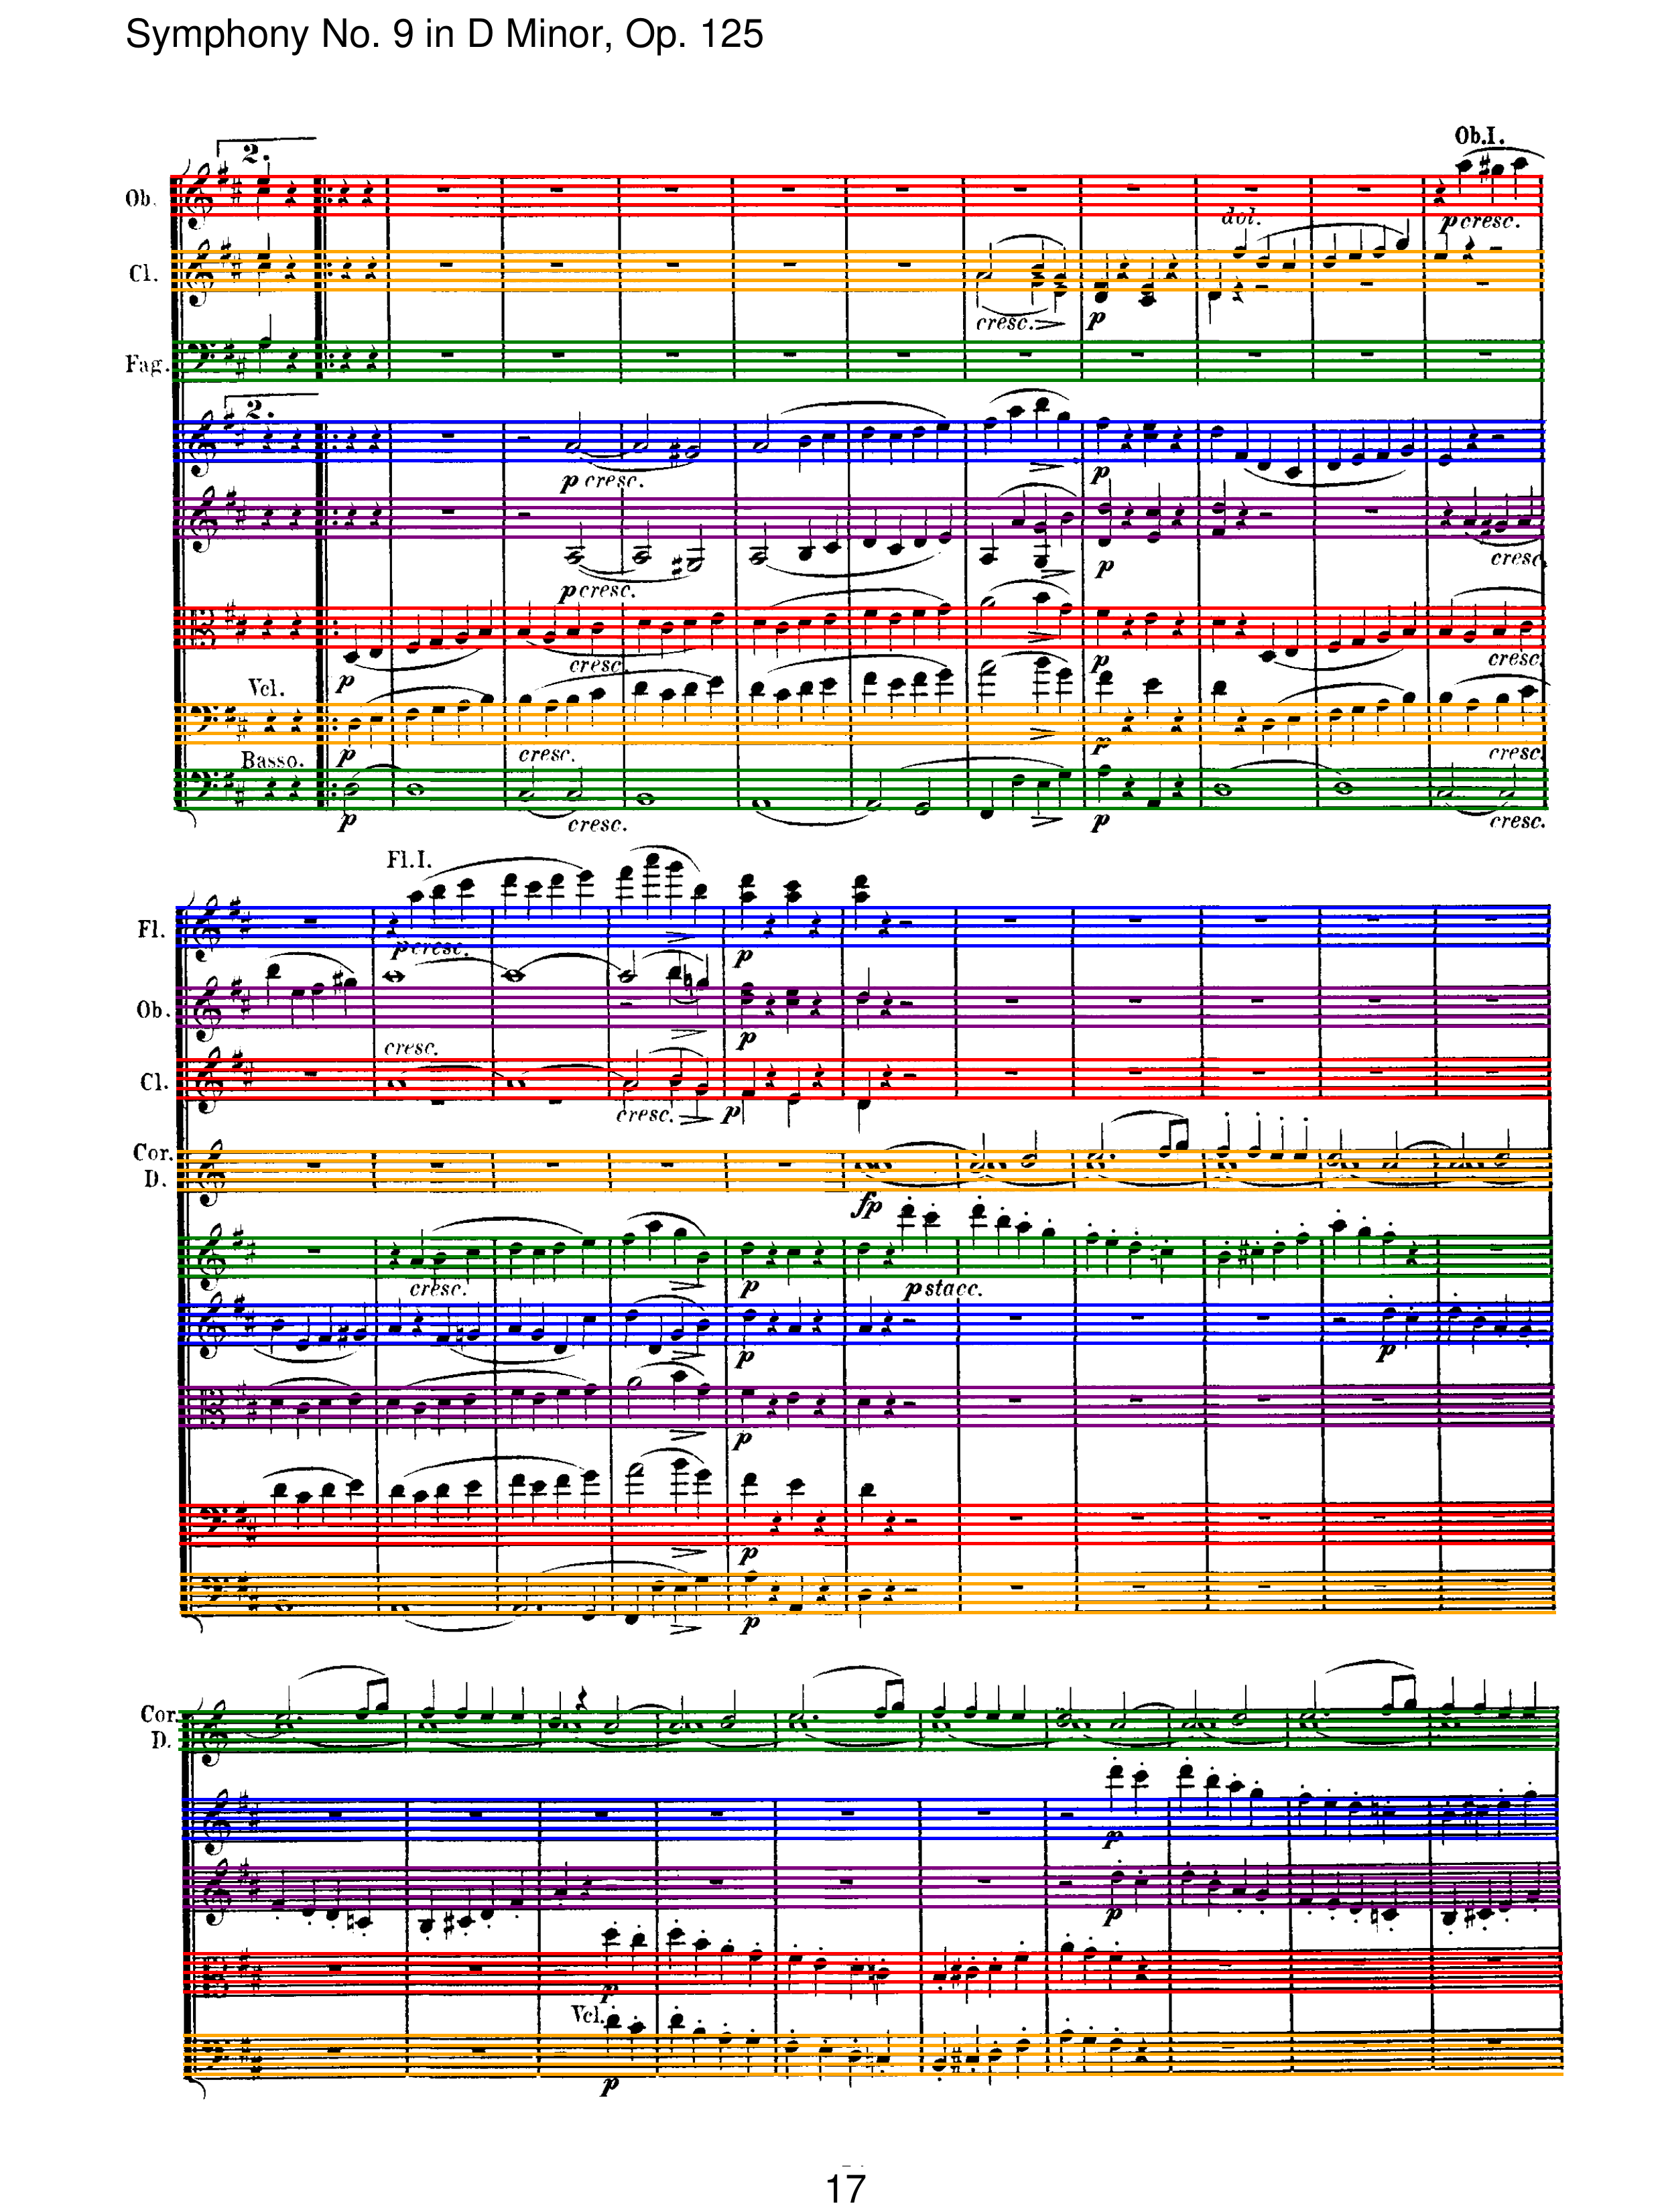 Symphony No. 9 in D Minor, Op. 125
Ob.I.
2.
Ob.
dol.
p cresc.
Cl.
cresc.
p
Fag.
2.
p cresc.
p
p cresc.
p
cresc.
p
cresc.
p
cresc.
Vcl.
p
cresc.
p
cresc.
Basso.
p
cresc.
p
cresc.
Fl.I.
Fl.
p cresc.
p
Ob.
p
cresc.
Cl.
cresc.
p
Cor.
D.
fp
cresc.
p
p stacc.
p
p
p
p
p
Cor.
D.
p
p
p
Vcl.
p
17